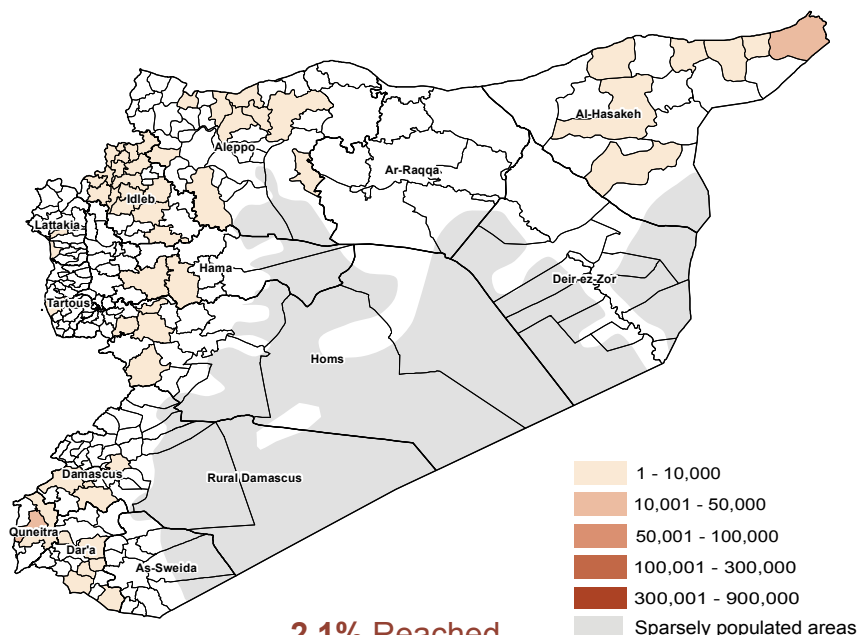 Al-Hasakeh
Aleppo
Ar-Raqqa
Idleb
Lattakia
Hama
Deir-ez-Zor
Tartous
Homs
Damascus
Rural Damascus
Quneitra
Dar'a
As-Sweida
1 - 10,000
10,001 - 50,000
50,001 - 100,000
100,001 - 300,000
300,001 - 900,000
Sparsely populated areas
2.1% Reached